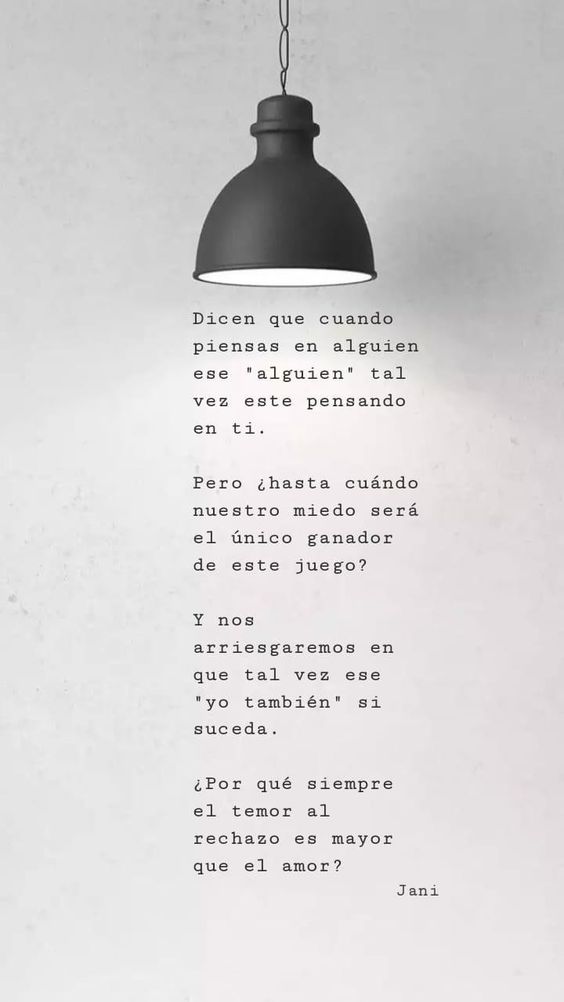 Dicen que cuando
piensas en alguien
ese "alguien" tal
vez este pensando
en ti.
Pero ¿hasta cuándo
nuestro miedo será
el único ganador
de este juego?
Y nos
arriesgaremos en
que tal vez ese
"yo también" si
suceda.
¿Por qué siempre
el temor al
rechazo es mayor
que el amor?
Jani